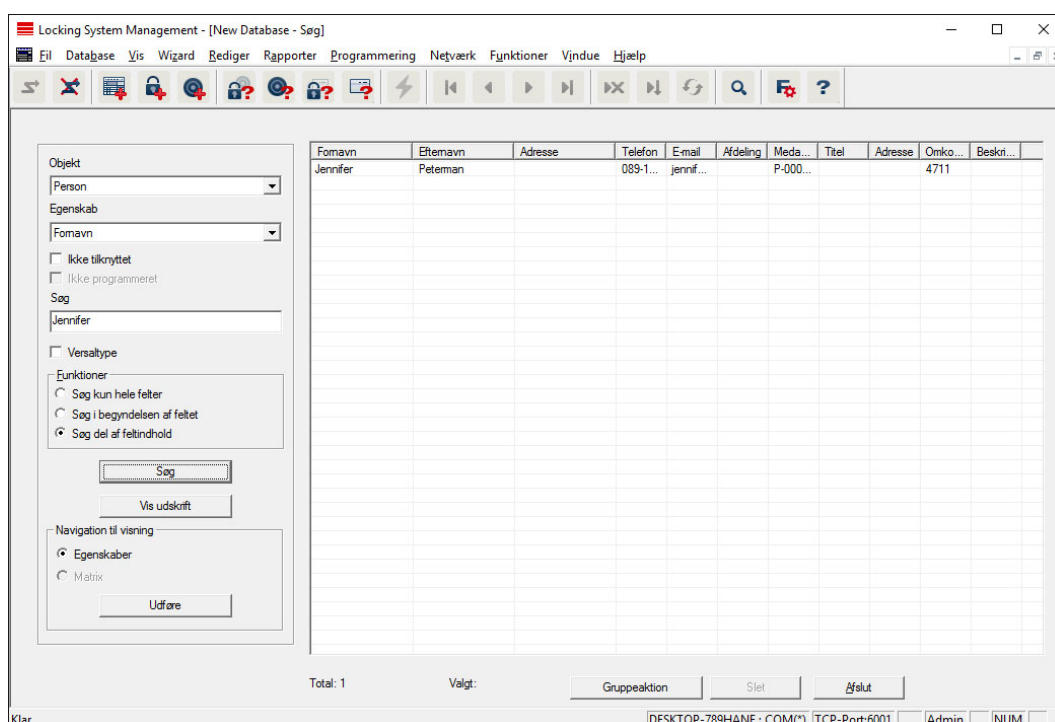 Locking System Management - [New Database - Søg]
Fil Database Vis Wizard Rediger Rapporter Programmering Netværk Funktioner Vindue Hjælp
Objekt
Person
Egenskab
Fornavn
Ikke tilknyttet
Ikke programmeret
Søg
Jennifer
Versaltype
Funktioner
Søg kun hele felter
Søg i begyndelsen af feltet
Søg del af feltindhold
Søg
Vis udskrift
Navigation til visning
Egenskaber
Matrix
Udføre
Fornavn Efternavn Adresse Telefon E-mail Afdeling Meda... Titel Adresse Omko... Beskri...
Jennifer Peterman 089-1... jennif... P-000... 4711
Total: 1 Valgt:
Gruppeaktion Slet Afslut
Klar DESKTOP-789HANF : COM(*) TCP-Port:6001 Admin NUM